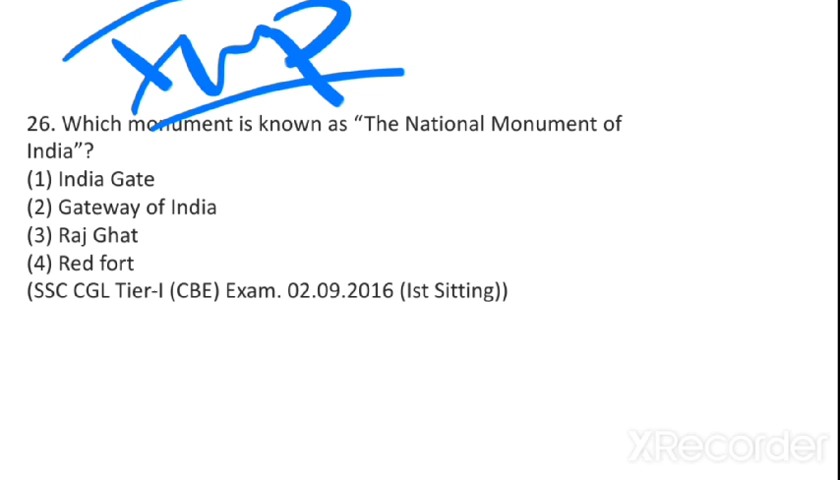 Imp
26. Which monument is known as “The National Monument of
India”?
(1) India Gate
(2) Gateway of India
(3) Raj Ghat
(4) Red fort
(SSC CGL Tier-I (CBE) Exam. 02.09.2016 (Ist Sitting))
XRecorder